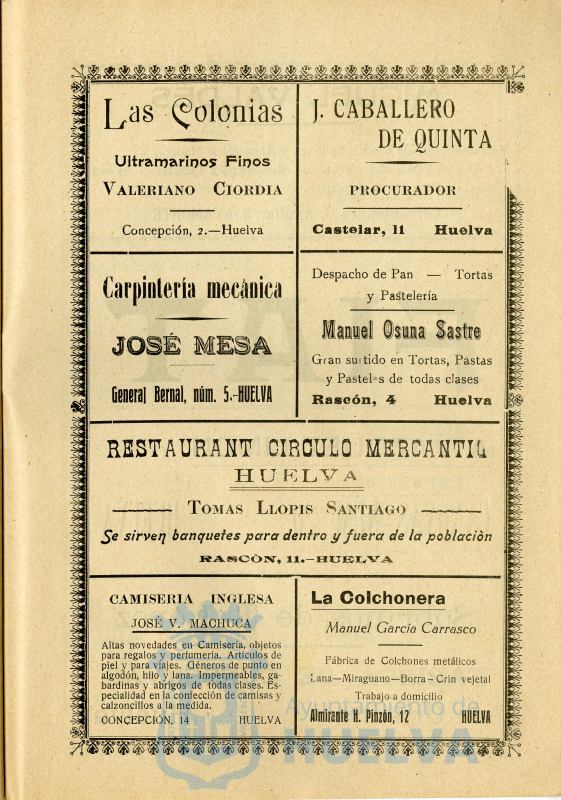 Las Colonias
Ultramarinos Finos
VALERIANO CIORDIA
Concepción, 2.—Huelva
J. CABALLERO
DE QUINTA
PROCURADOR
Castelar, 11 Huelva
Carpintería mecànica
JOSÉ MESA
General Bernal, núm. 5.-HUELVA
Despacho de Pan — Tortas
y Pastelería
Manuel Osuna Sastre
Gran surtido en Tortas, Pastas
y Pasteles de todas clases
Rascón, 4 Huelva
RESTAURANT CIRCULO MERCANTIL
HUELVA
TOMAS LLOPIS SANTIAGO
Se sirven banquetes para dentro y fuera de la poblaciòn
RASCÒN, 11.—HUELVA
CAMISERIA INGLESA
JOSÉ V. MACHUCA
Altas novedades en Camisería, objetos
para regalos y perfumería. Artículos de
piel y para viajes. Géneros de punto en
algodón, hilo y lana. Impermeables, ga-
bardinas y abrigos de todas clases. Es-
pecialidad en la confección de camisas y
calzoncillos a la medida.
CONCEPCIÓN, 14 HUELVA
La Colchonera
Manuel García Carrasco
Fábrica de Colchones metálicos
Lana—Miraguano—Borra—Crin vejetal
Trabajo a domicilio
Almirante H. Pinzón, 12 HUELVA
Ayuntamiento de
HUELVA